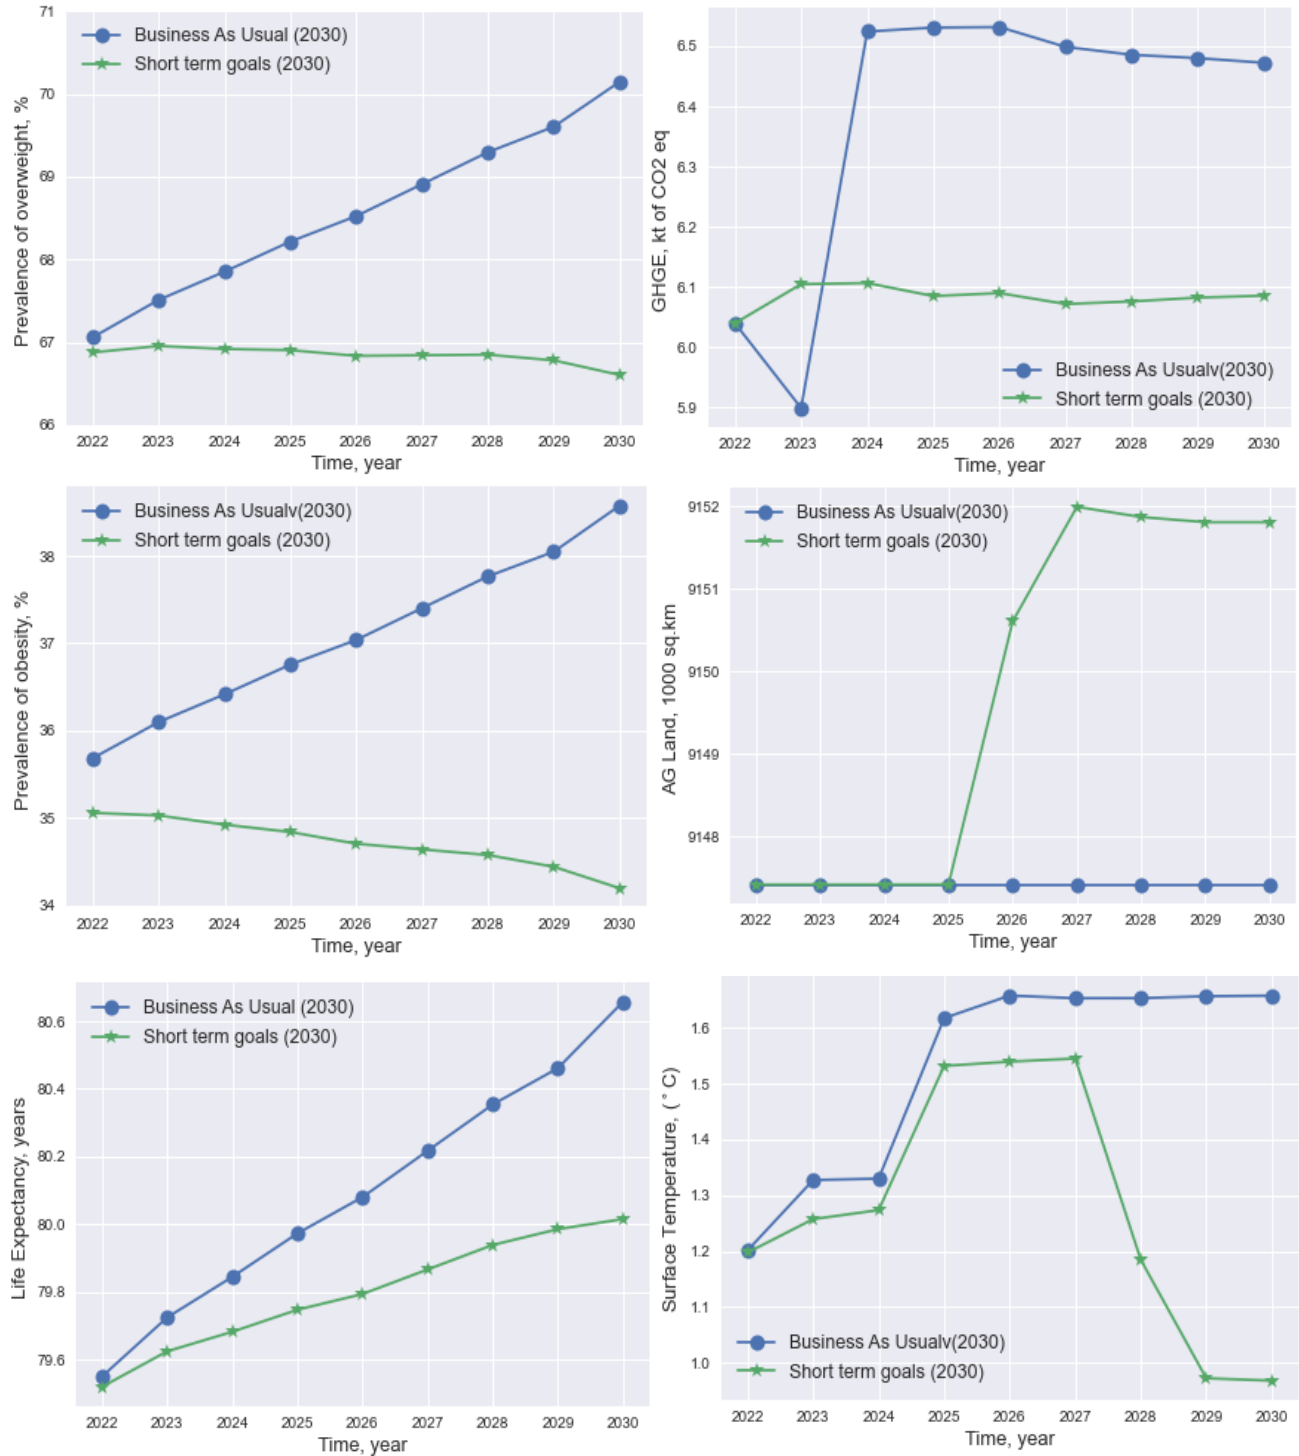 71
70
69
68
67
66
Prevalence of overweight, %
Business As Usual (2030)
Short term goals (2030)
2022 2023 2024 2025 2026 2027 2028 2029 2030
Time, year
6.5
6.4
6.3
6.2
6.1
6.0
5.9
GHGE, kt of CO2 eq
Business As Usualv(2030)
Short term goals (2030)
2022 2023 2024 2025 2026 2027 2028 2029 2030
Time, year
38
37
36
35
34
Prevalence of obesity, %
Business As Usualv(2030)
Short term goals (2030)
2022 2023 2024 2025 2026 2027 2028 2029 2030
Time, year
9152
9151
9150
9149
9148
AG Land, 1000 sq.km
Business As Usualv(2030)
Short term goals (2030)
2022 2023 2024 2025 2026 2027 2028 2029 2030
Time, year
80.6
80.4
80.2
80.0
79.8
79.6
Life Expectancy, years
Business As Usual (2030)
Short term goals (2030)
2022 2023 2024 2025 2026 2027 2028 2029 2030
Time, year
1.6
1.5
1.4
1.3
1.2
1.1
1.0
Surface Temperature, (°C)
Business As Usualv(2030)
Short term goals (2030)
2022 2023 2024 2025 2026 2027 2028 2029 2030
Time, year